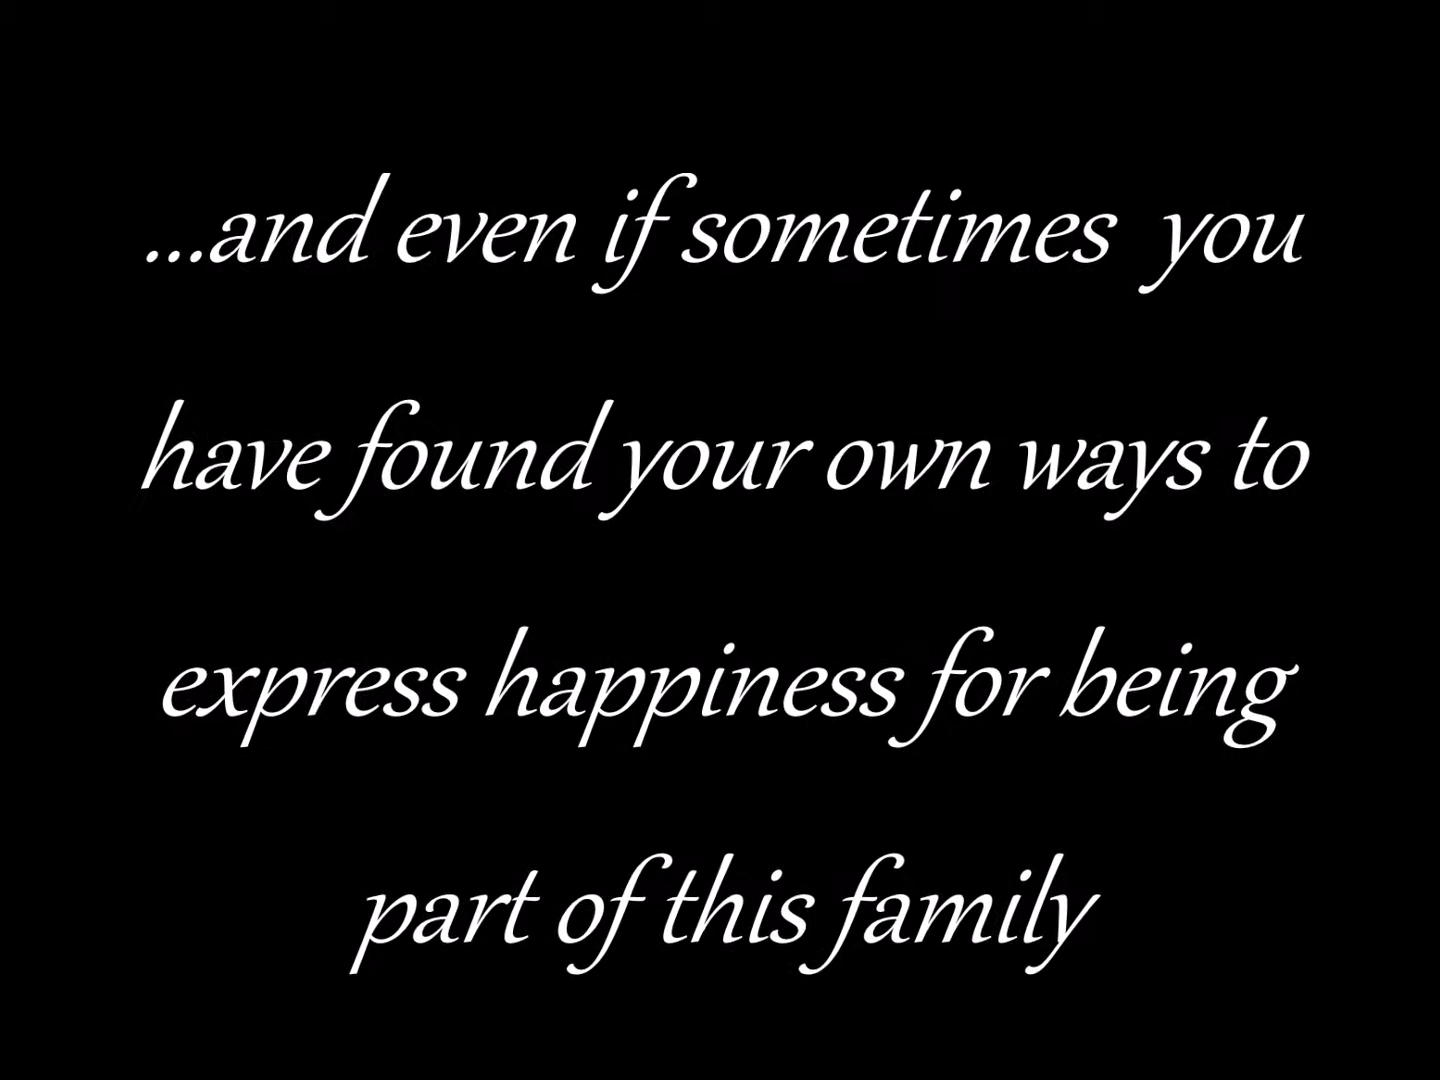 ...and even if sometimes  you
have found your own ways to
express happiness for being
part of this family